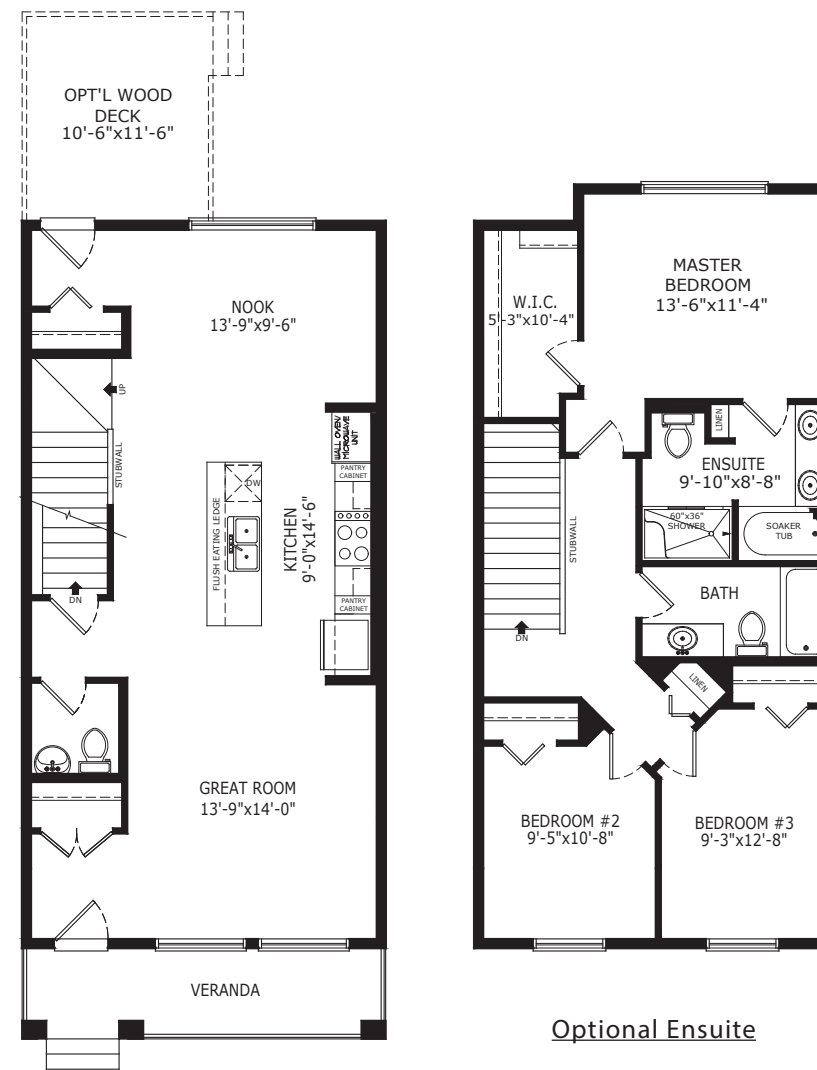 OPT'L WOOD
DECK
10'-6"x11'-6"
NOOK
13'-9"x9'-6"
UP
STUBWALL
WALL OVEN/
MICROWAVE
UNIT
PANTRY
CABINET
DW
FLUSH EATING LEDGE
KITCHEN
9'-0"x14'-6"
PANTRY
CABINET
DN
GREAT ROOM
13'-9"x14'-0"
VERANDA
MASTER
BEDROOM
13'-6"x11'-4"
W.I.C.
5'-3"x10'-4"
LINEN
ENSUITE
9'-10"x8'-8"
60"x36"
SHOWER
SOAKER
TUB
STUBWALL
BATH
DN
LINEN
BEDROOM #2
9'-5"x10'-8"
BEDROOM #3
9'-3"x12'-8"
Optional Ensuite